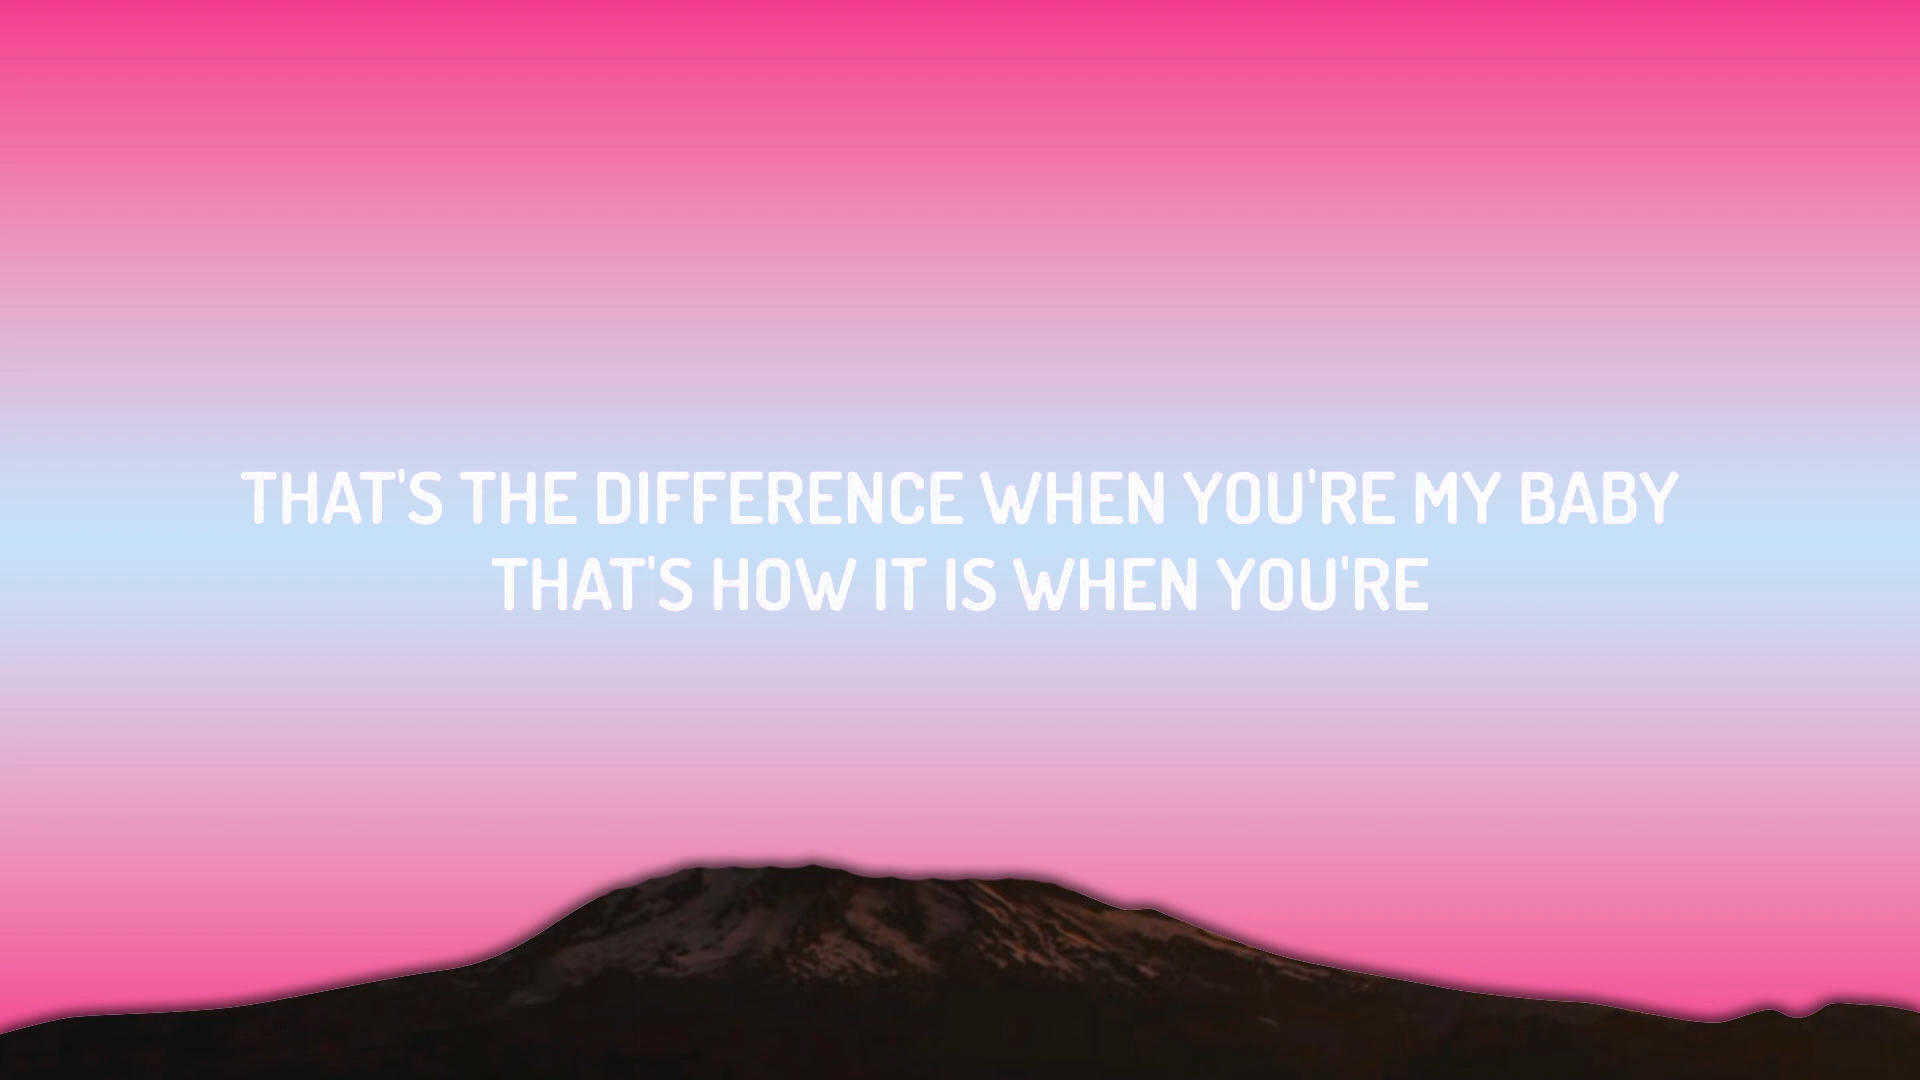 THAT'S THE DIFFERENCE WHEN YOU'RE MY BABY
THAT'S HOW IT IS WHEN YOU'RE